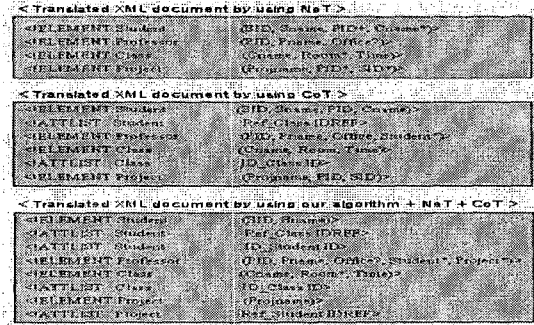 < Translated XML document by using NeT >
<!ELEMENT Student (SID, Sname, PID*, Cname*)>
<!ELEMENT Professor (PID, Pname, Office?)>
<!ELEMENT Class (Cname, Room*, Time)>
<!ELEMENT Project (Projname, PID*, SID*)>
< Translated XML document by using CoT >
<!ELEMENT Student (SID, Sname, PID, Cname)>
<!ATTLIST Student Ref_Class IDREF>
<!ELEMENT Professor (PID, Pname, Office, Student*)>
<!ELEMENT Class (Cname, Room, Time)>
<!ATTLIST Class ID_Class ID>
<!ELEMENT Project PID, SID)>
< Translated XML document by using our algorithm + NeT + CoT >
<!ELEMENT Student (SID, Sname)>
<!ATTLIST Student Ref_Class IDREF>
<!ATTLIST Student ID_Student ID>
<!ELEMENT Professor (PID, Pname, Office?, Student*, Project*)>
<!ELEMENT Class (Cname, Room*, Time)>
<!ATTLIST Class ID_Class ID>
<!ELEMENT Project (Projname)>
<!ATTLIST Project Ref_Student IDREF>